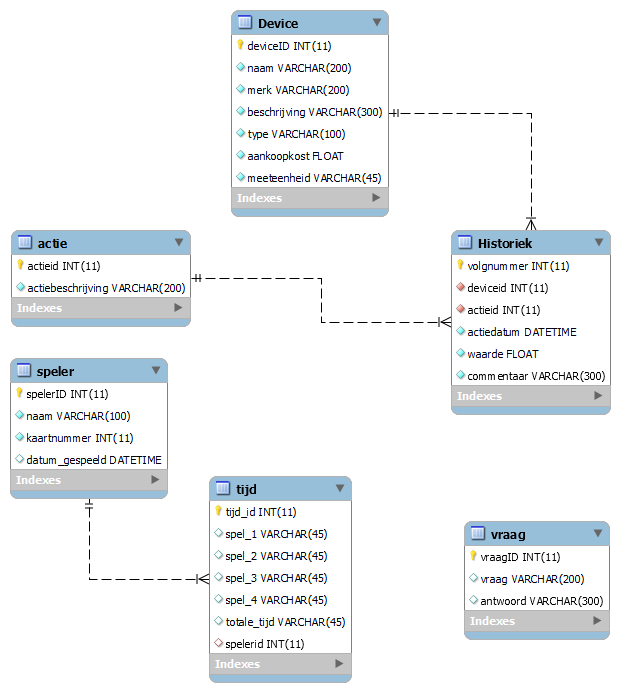 Device
deviceID INT(11)
naam VARCHAR(200)
merk VARCHAR(200)
beschrijving VARCHAR(300)
type VARCHAR(100)
aankoopkost FLOAT
meeteenheid VARCHAR(45)
Indexes
actie
actieid INT(11)
actiebeschrijving VARCHAR(200)
Indexes
Historiek
volgnummer INT(11)
deviceid INT(11)
actieid INT(11)
actiedatum DATETIME
waarde FLOAT
commentaar VARCHAR(300)
Indexes
speler
spelerID INT(11)
naam VARCHAR(100)
kaartnummer INT(11)
datum_gespeeld DATETIME
Indexes
tijd
tijd_id INT(11)
spel_1 VARCHAR(45)
spel_2 VARCHAR(45)
spel_3 VARCHAR(45)
spel_4 VARCHAR(45)
totale_tijd VARCHAR(45)
spelerid INT(11)
Indexes
vraag
vraagID INT(11)
vraag VARCHAR(200)
antwoord VARCHAR(300)
Indexes